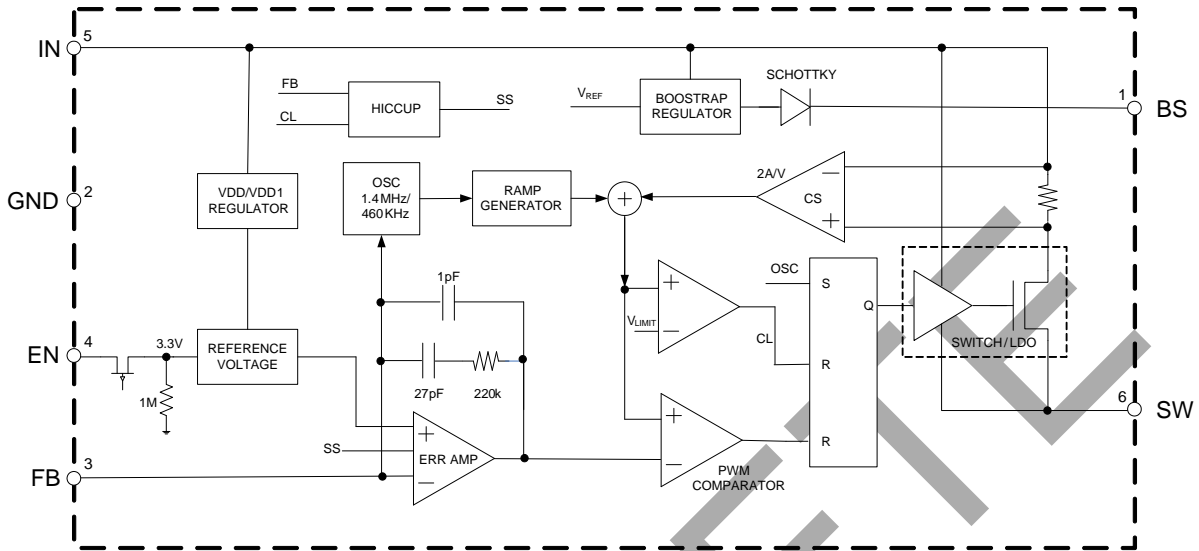 IN
5
FB
CL
HICCUP
SS
VREF
BOOSTRAP
REGULATOR
SCHOTTKY
1
BS
GND
2
VDD/VDD1
REGULATOR
OSC
1.4MHz/
460KHz
RAMP
GENERATOR
+
2A/V
CS
−
+
1pF
27pF
220k
EN
4
3.3V
1M
REFERENCE
VOLTAGE
+
VLIMIT
−
CL
OSC
S
R
R
Q
SWITCH/LDO
6
SW
SS
+
ERR AMP
−
+
−
PWM
COMPARATOR
FB
3